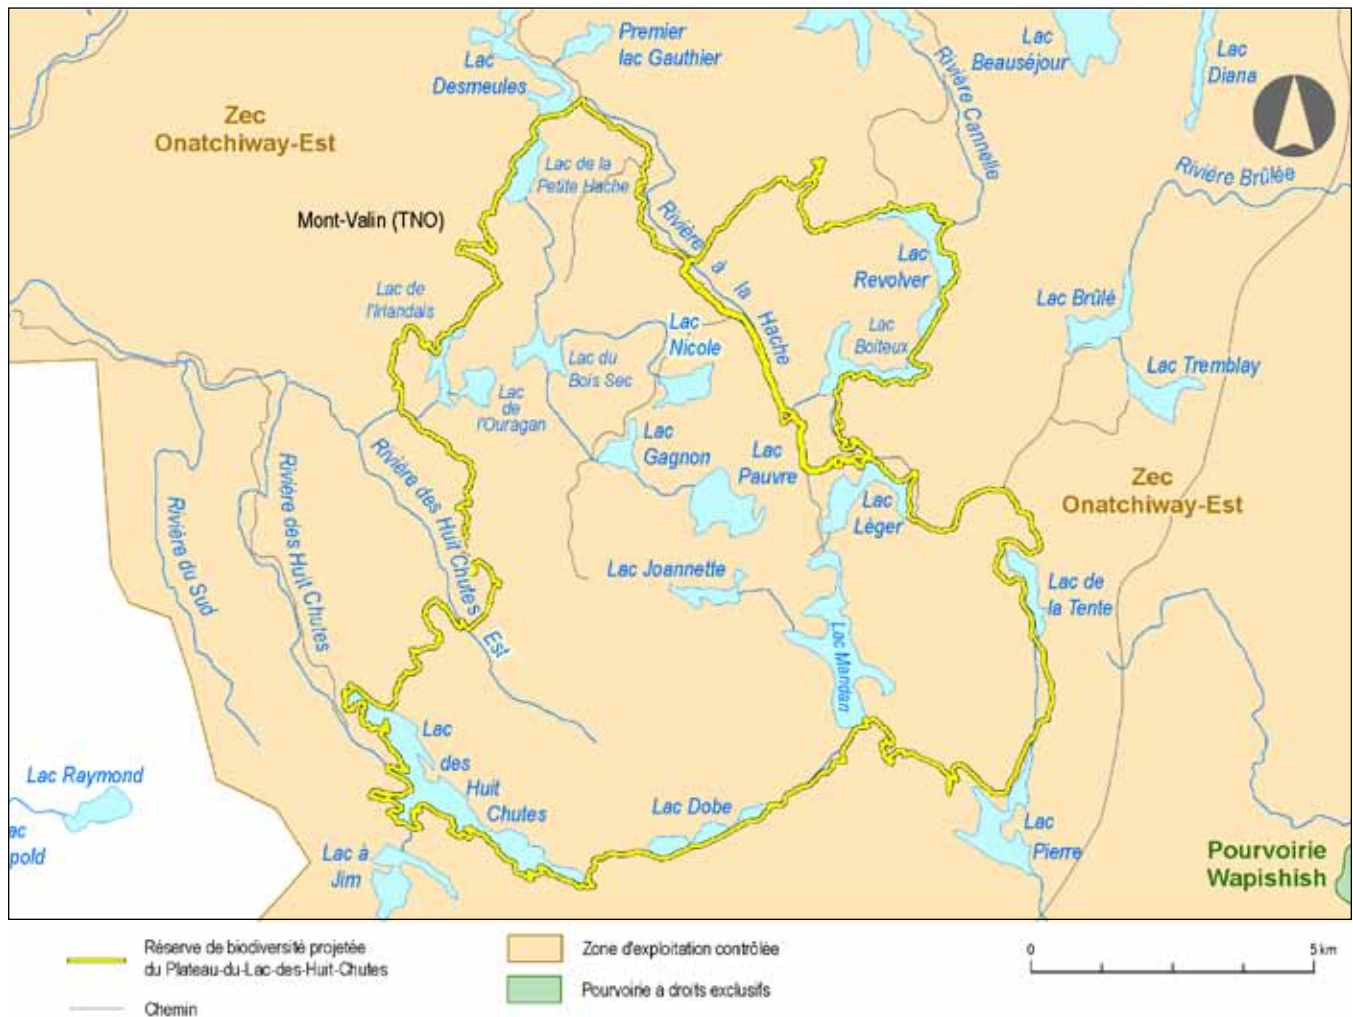 Premier
lac Gauthier
Lac
Desmeules
Lac
Beauséjour
Lac
Diana
Zec
Onatchiway-Est
Rivière Cannelle
Rivière Brûlée
Lac de la
Petite Hache
Mont-Valin (TNO)
Rivière à la Hache
Lac
Revolver
Lac de
l'Irlandais
Lac Brûlé
Lac
Nicole
Lac
Boiteux
Lac du
Bois Sec
Lac Tremblay
Lac
de
l'Ouragan
Lac
Gagnon
Lac
Pauvre
Rivière des Huit Chutes Est
Rivière des Huit Chutes
Rivière du Sud
Zec
Onatchiway-Est
Lac
Léger
Lac Joannette
Lac de
la Tente
Lac Mandan
Lac
des
Huit
Chutes
Lac Raymond
ac
pold
Lac Dobe
Lac à
Jim
Lac
Pierre
Pourvoirie
Wapishish
Réserve de biodiversité projetée
du Plateau-du-Lac-des-Huit-Chutes
Chemin
Zone d'exploitation contrôlée
Pourvoirie à droits exclusifs
0 5 km